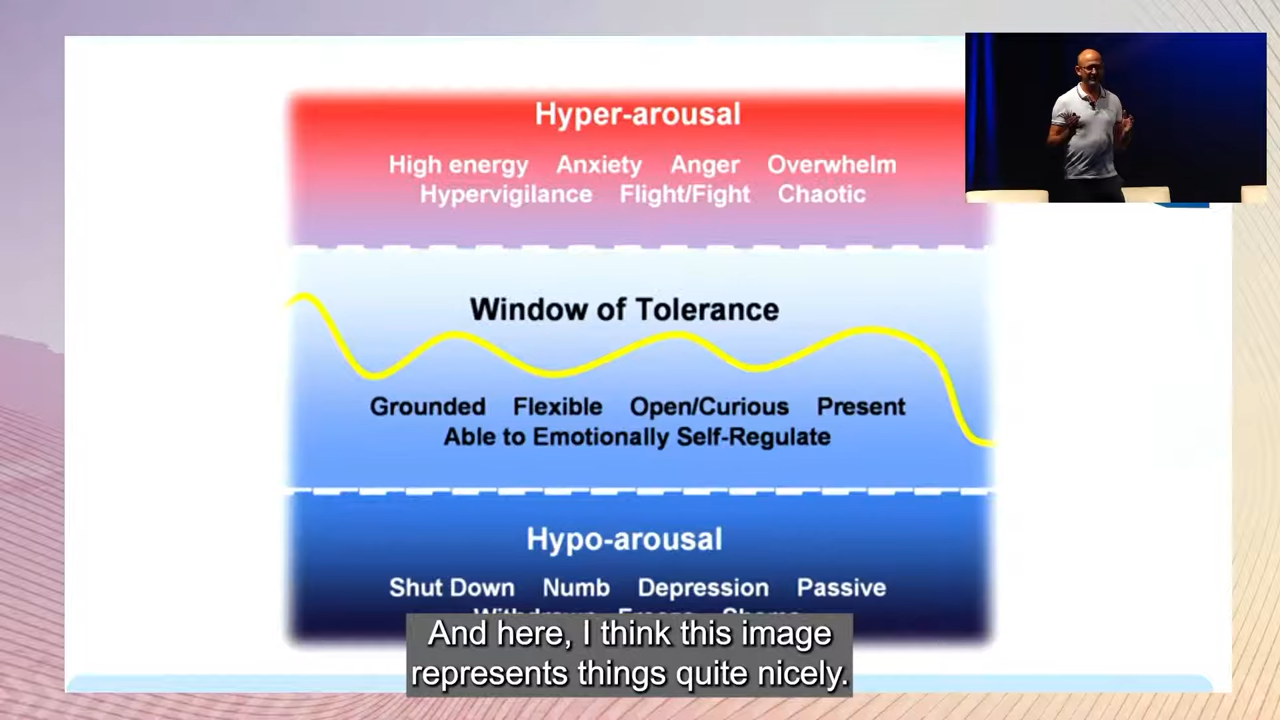 Hyper-arousal
High energy Anxiety Anger Overwhelm
Hypervigilance Flight/Fight Chaotic
Window of Tolerance
Grounded Flexible Open/Curious Present
Able to Emotionally Self-Regulate
Hypo-arousal
Shut Down Numb Depression Passive
And here, I think this image
represents things quite nicely.